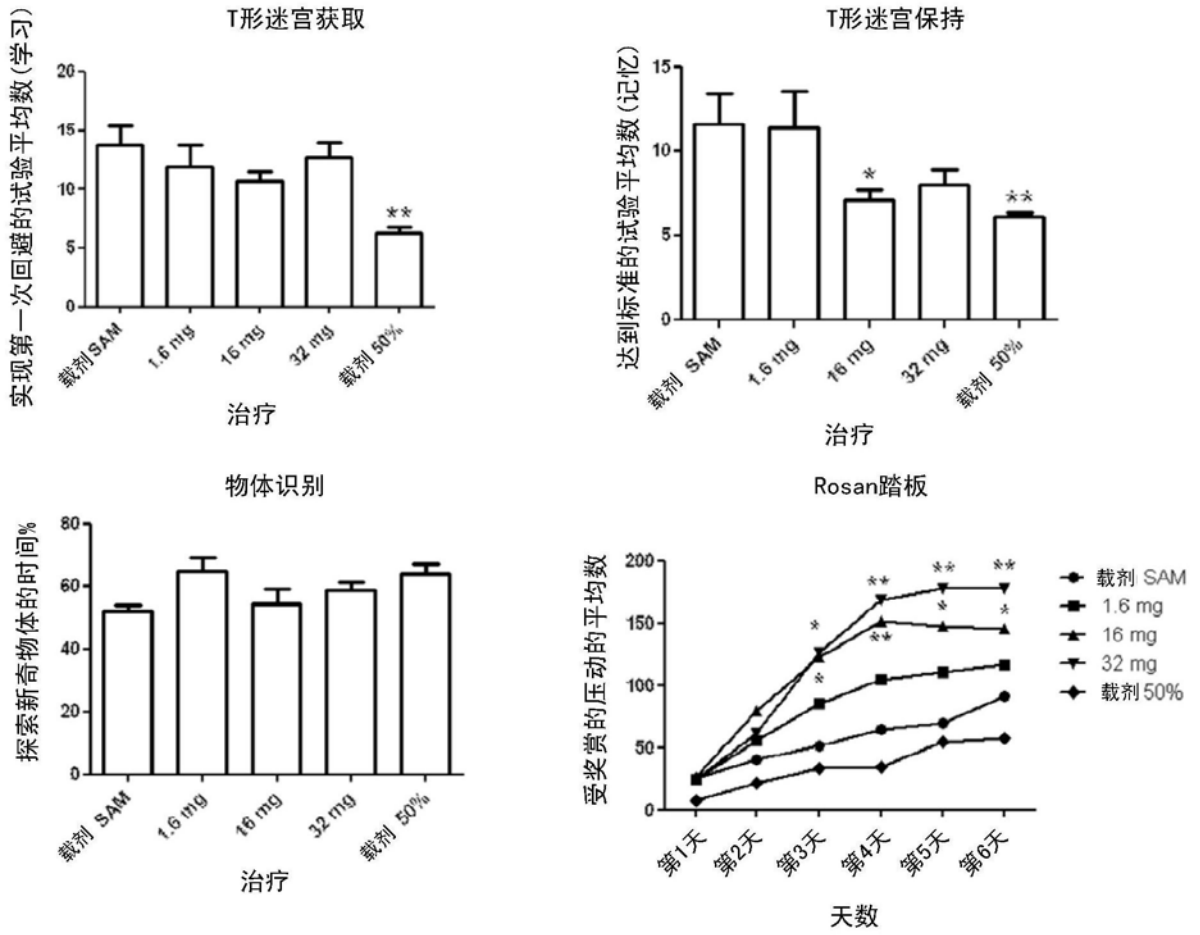 T形迷宫获取
实现第一次回避的试验平均数(学习)
20
15
10
5
0
**
载剂 SAM
1.6 mg
16 mg
32 mg
载剂 50%
治疗
T形迷宫保持
达到标准的试验平均数(记忆)
15
10
5
0
*
**
载剂 SAM
1.6 mg
16 mg
32 mg
载剂 50%
治疗
物体识别
探索新奇物体的时间%
80
60
40
20
0
载剂 SAM
1.6 mg
16 mg
32 mg
载剂 50%
治疗
Rosan踏板
受奖赏的压动的平均数
200
150
100
50
0
** ** **
* * *
**
*
第1天
第2天
第3天
第4天
第5天
第6天
天数
载剂 SAM
1.6 mg
16 mg
32 mg
载剂 50%